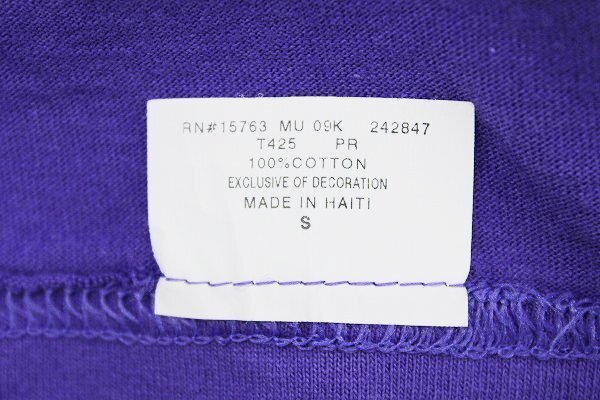 RN#15763 MU 09K 242847
T425 PR
100%COTTON
EXCLUSIVE OF DECORATION
MADE IN HAITI
S